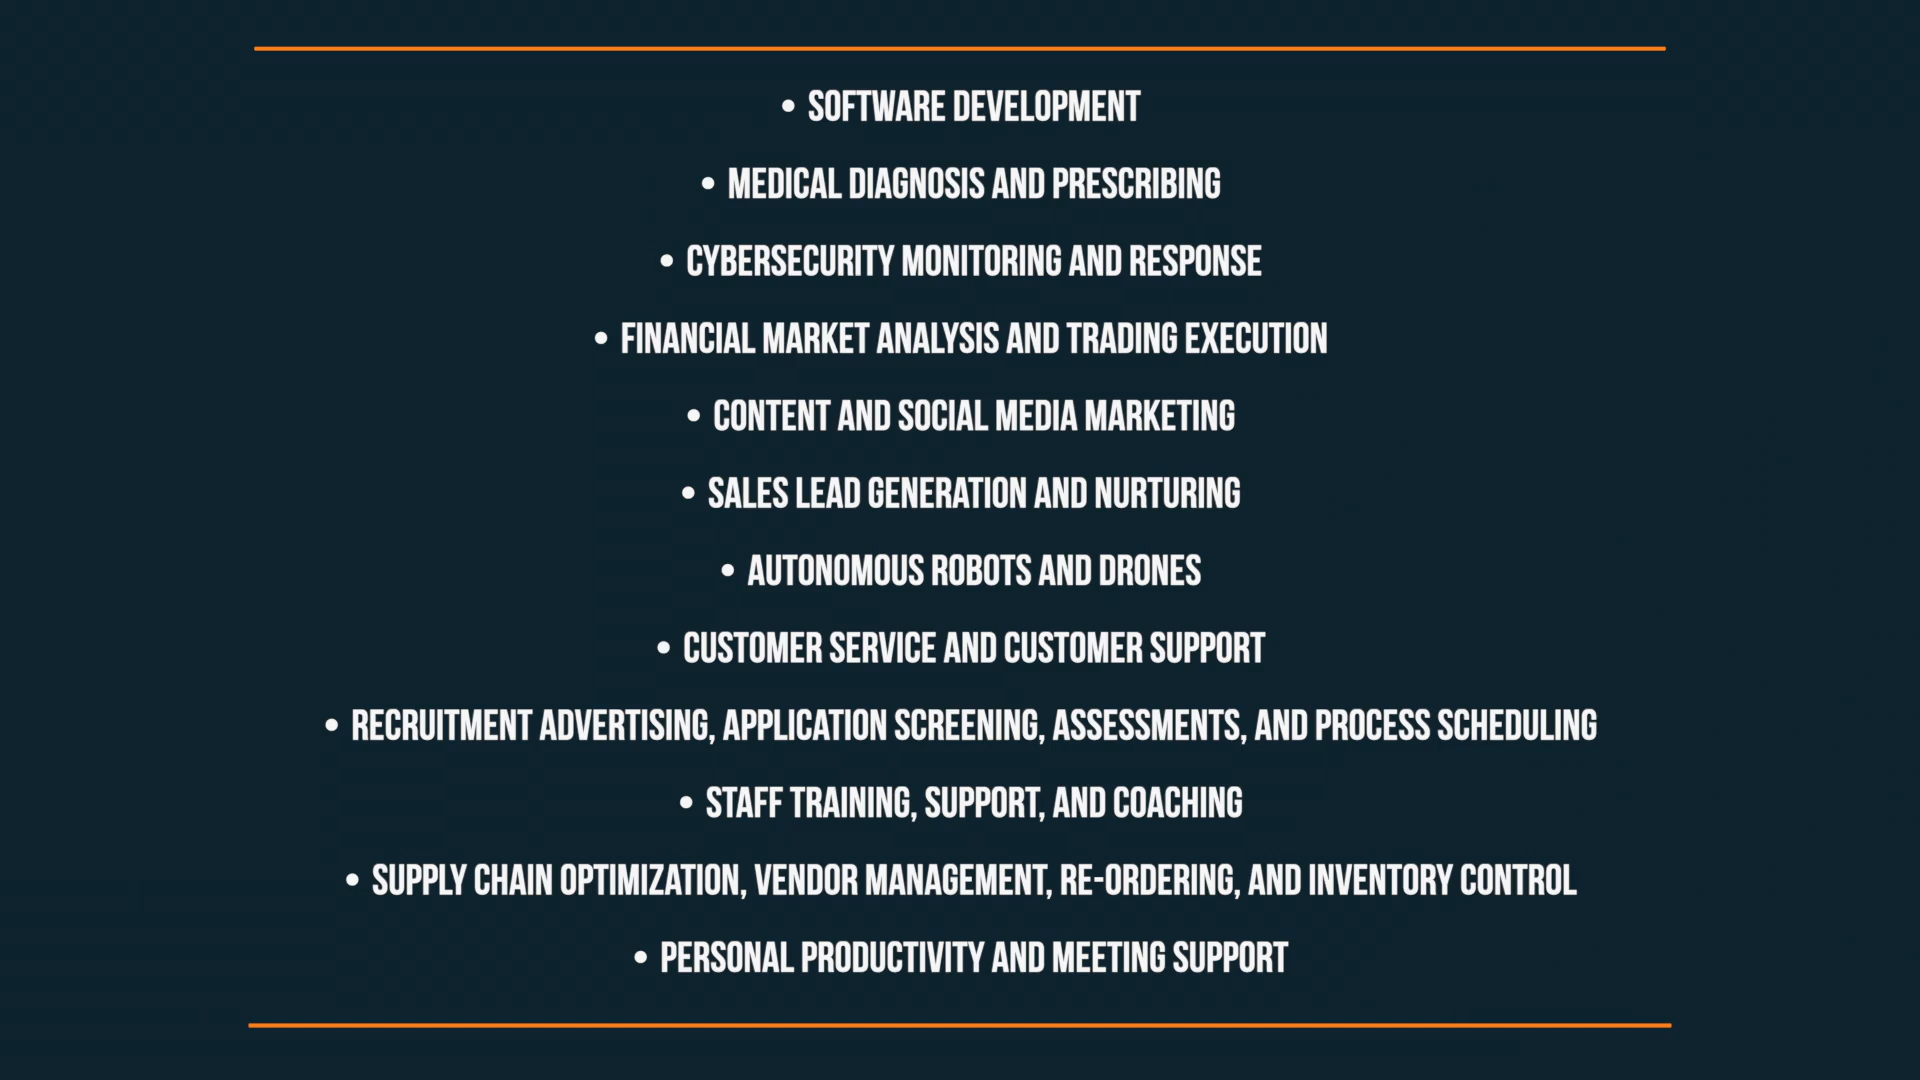 • SOFTWARE DEVELOPMENT
• MEDICAL DIAGNOSIS AND PRESCRIBING
• CYBERSECURITY MONITORING AND RESPONSE
• FINANCIAL MARKET ANALYSIS AND TRADING EXECUTION
• CONTENT AND SOCIAL MEDIA MARKETING
• SALES LEAD GENERATION AND NURTURING
• AUTONOMOUS ROBOTS AND DRONES
• CUSTOMER SERVICE AND CUSTOMER SUPPORT
• RECRUITMENT ADVERTISING, APPLICATION SCREENING, ASSESSMENTS, AND PROCESS SCHEDULING
• STAFF TRAINING, SUPPORT, AND COACHING
• SUPPLY CHAIN OPTIMIZATION, VENDOR MANAGEMENT, RE-ORDERING, AND INVENTORY CONTROL
• PERSONAL PRODUCTIVITY AND MEETING SUPPORT